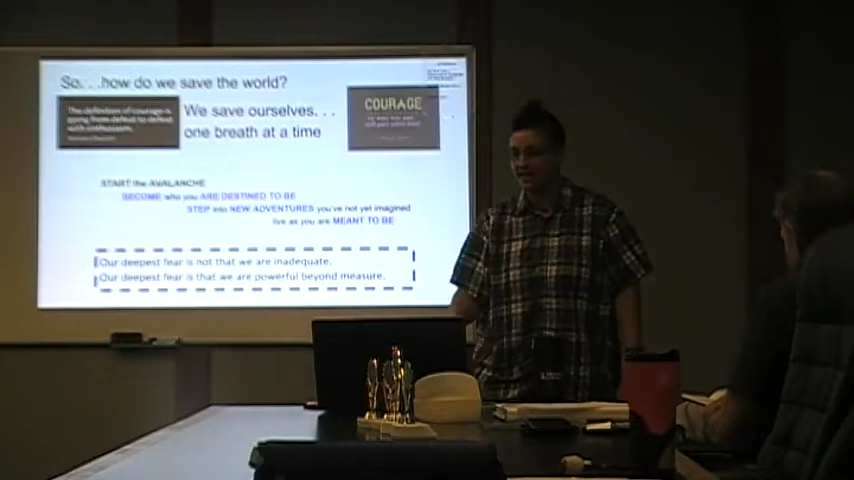 So. . .how do we save the world?
The definition of courage is
going from defeat to defeat
with enthusiasm.
We save ourselves. . .
one breath at a time
COURAGE
START the AVALANCHE
BECOME who you ARE DESTINED TO BE
STEP into NEW ADVENTURES you've not yet imagined
live as you are MEANT TO BE
Our deepest fear is not that we are inadequate.
Our deepest fear is that we are powerful beyond measure.